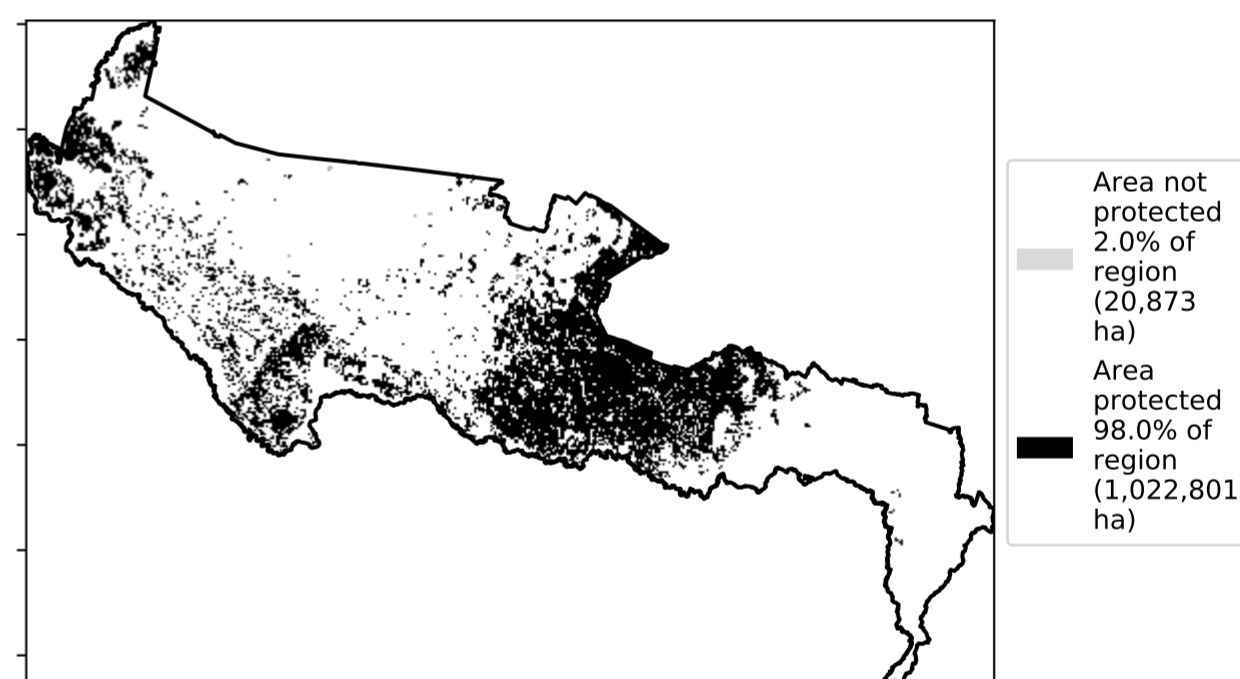 Area not
protected
2.0% of
region
(20,873
ha)
Area
protected
98.0% of
region
(1,022,801
ha)